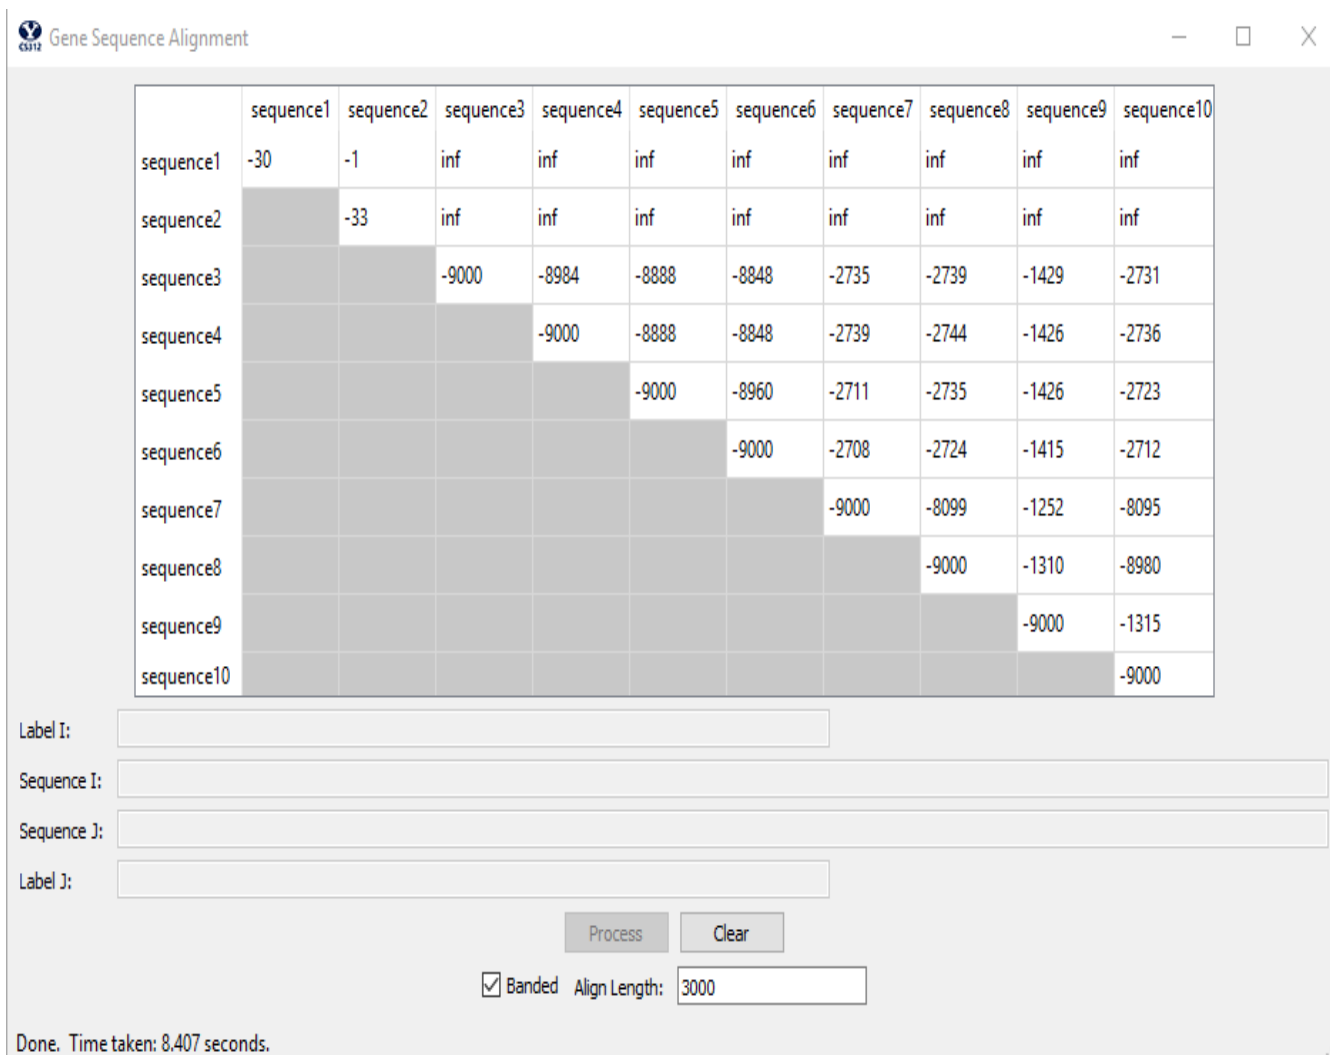 CS312 Gene Sequence Alignment
sequence1 sequence2 sequence3 sequence4 sequence5 sequence6 sequence7 sequence8 sequence9 sequence10
sequence1 -30 -1 inf inf inf inf inf inf inf inf
sequence2 -33 inf inf inf inf inf inf inf inf
sequence3 -9000 -8984 -8888 -8848 -2735 -2739 -1429 -2731
sequence4 -9000 -8888 -8848 -2739 -2744 -1426 -2736
sequence5 -9000 -8960 -2711 -2735 -1426 -2723
sequence6 -9000 -2708 -2724 -1415 -2712
sequence7 -9000 -8099 -1252 -8095
sequence8 -9000 -1310 -8980
sequence9 -9000 -1315
sequence10 -9000
Label I:
Sequence I:
Sequence J:
Label J:
Process Clear
Banded Align Length: 3000
Done. Time taken: 8.407 seconds.